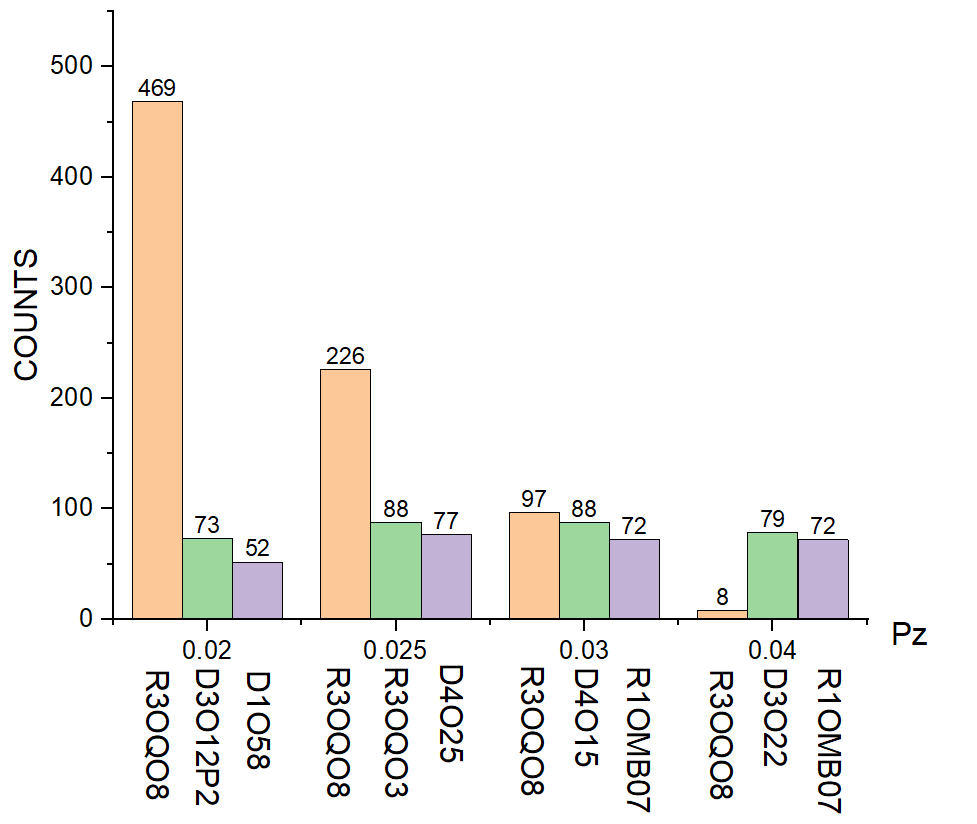 COUNTS
500
400
300
200
100
0
469
73
52
226
88
77
97
88
72
8
79
72
0.02
0.025
0.03
0.04
Pz
R3OQO8
D3O12P2
D1O58
R3OQO8
R3OQO3
D4O25
R3OQO8
D4O15
R1OMB07
R3OQO8
D3O22
R1OMB07